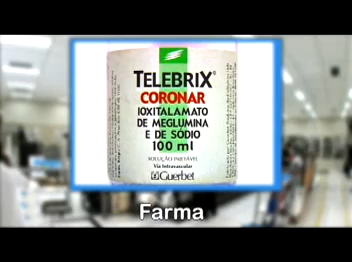 TELEBRIX®
CORONAR
IOXITALAMATO
DE MEGLUMINA
E DE SÓDIO
100 ml
SOLUÇÃO INJETÁVEL
Via Intravascular
Guerbet
Farma